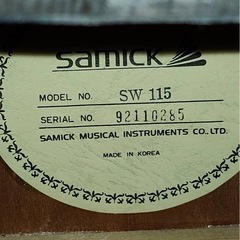 SAMICK
MODEL NO. SW 115
SERIAL NO. 92110285
SAMICK MUSICAL INSTRUMENTS CO., LTD.
MADE IN KOREA